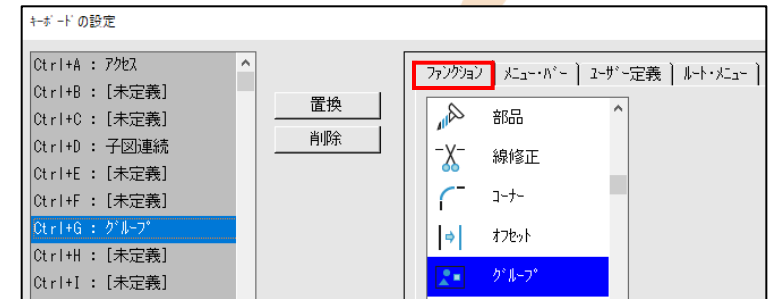 ｷｰﾎﾞｰﾄﾞの設定
Ctrl+A : ｱｸｾｽ
Ctrl+B : [未定義]
Ctrl+C : [未定義]
Ctrl+D : 子図連続
Ctrl+E : [未定義]
Ctrl+F : [未定義]
Ctrl+G : ｸﾞﾙｰﾌﾟ
Ctrl+H : [未定義]
Ctrl+I : [未定義]
置換
削除
ﾌｧﾝｸｼｮﾝ ﾒﾆｭｰ･ﾊﾞｰ ﾕｰｻﾞｰ定義 ﾙｰﾄ･ﾒﾆｭｰ
部品
線修正
ｺｰﾅｰ
ｵﾌｾｯﾄ
ｸﾞﾙｰﾌﾟ